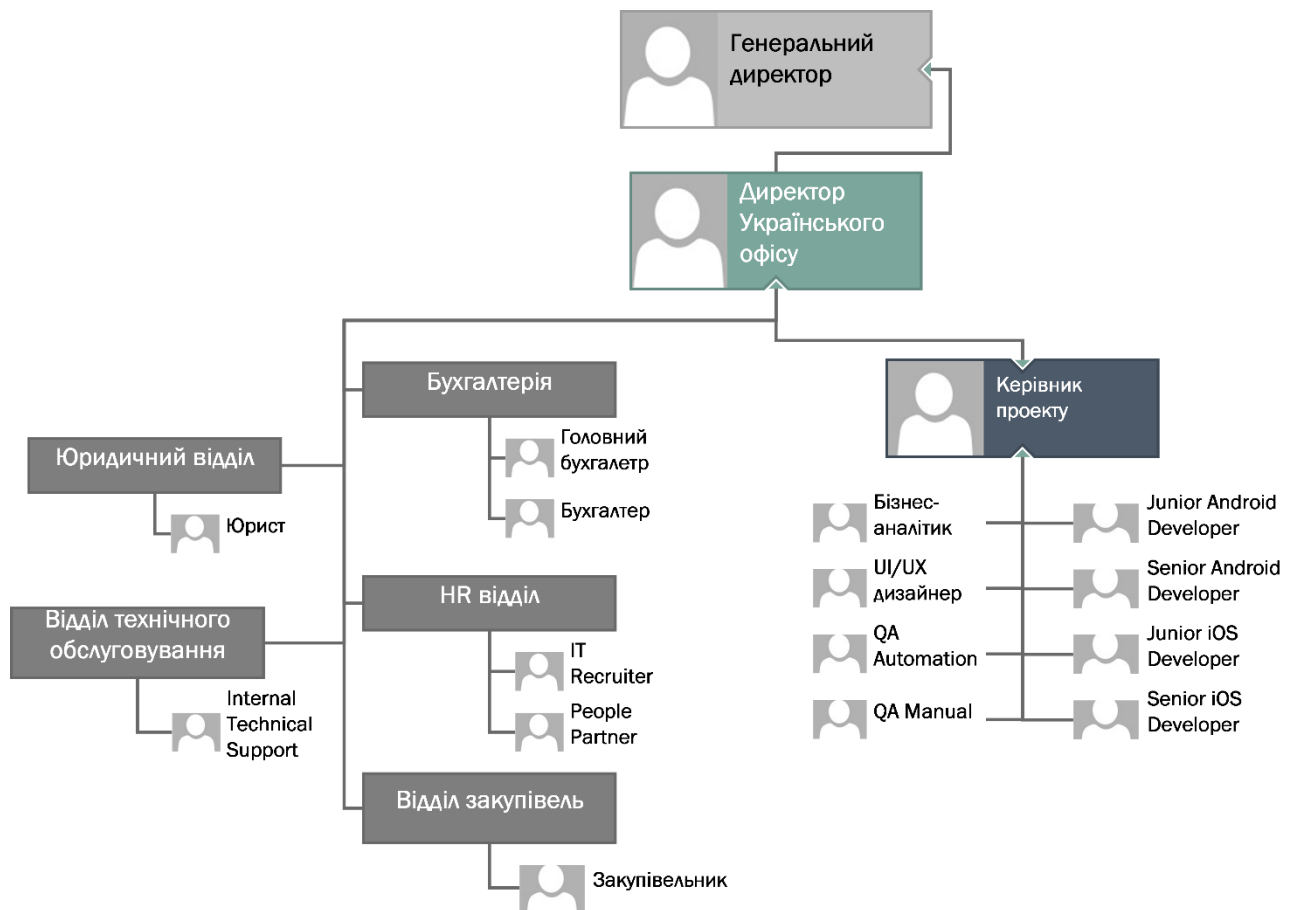 Генеральний
директор
Директор
Українського
офісу
Бухгалтерія
Головний
бухгалетр
Бухгалтер
Юридичний відділ
Юрист
HR відділ
IT
Recruiter
People
Partner
Відділ технічного
обслуговування
Internal
Technical
Support
Відділ закупівель
Закупівельник
Керівник
проекту
Бізнес-
аналітик
UI/UX
дизайнер
QA
Automation
QA Manual
Junior Android
Developer
Senior Android
Developer
Junior iOS
Developer
Senior iOS
Developer